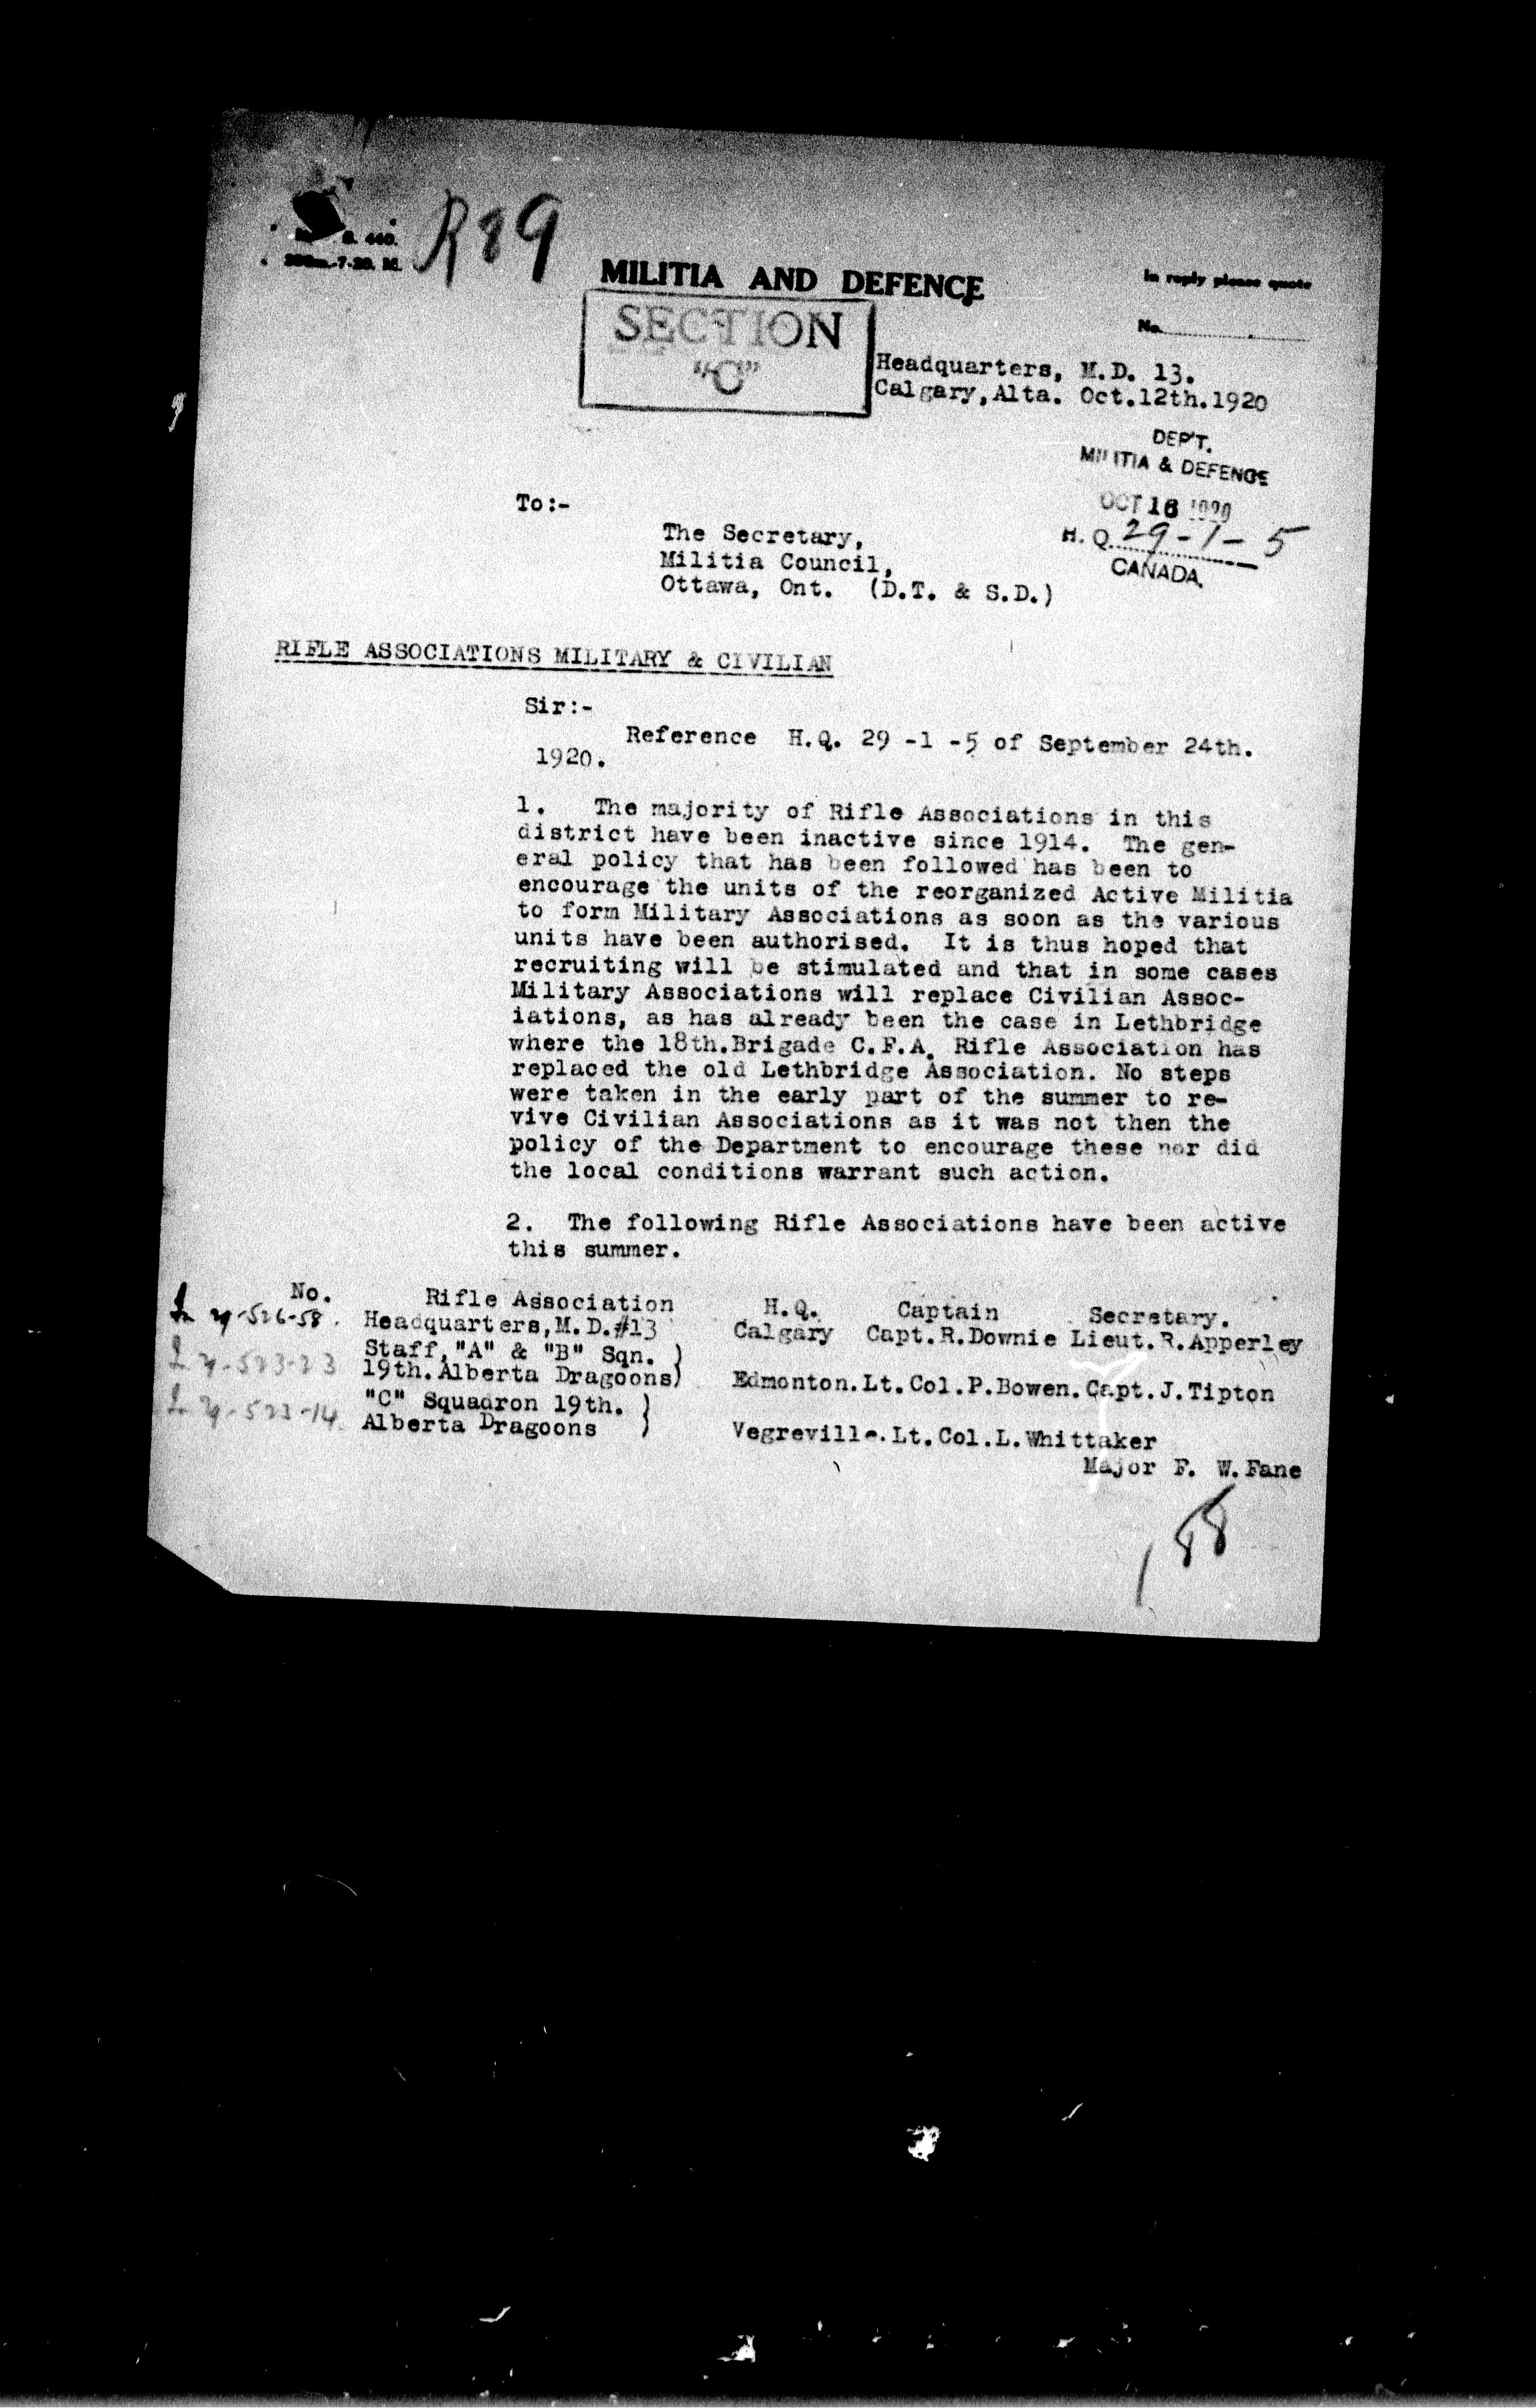 R89
B. 440.
-7-20. M.
MILITIA AND DEFENCE
In reply please quote
No.
SECTION
"C"
Headquarters, M.D. 13.
Calgary,Alta. Oct.12th.1920
DEP'T.
MILITIA & DEFENCE
OCT 16 1920
H. Q. 29-1-5
CANADA.
To:-
The Secretary,
Militia Council,
Ottawa, Ont. (D.T. & S.D.)
RIFLE ASSOCIATIONS MILITARY & CIVILIAN
Sir:-
Reference H.Q. 29 -1 -5 of September 24th.
1920.
1. The majority of Rifle Associations in this
district have been inactive since 1914. The gen-
eral policy that has been followed has been to
encourage the units of the reorganized Active Militia
to form Military Associations as soon as the various
units have been authorised. It is thus hoped that
recruiting will be stimulated and that in some cases
Military Associations will replace Civilian Assoc-
iations, as has already been the case in Lethbridge
where the 18th.Brigade C.F.A. Rifle Association has
replaced the old Lethbridge Association. No steps
were taken in the early part of the summer to re-
vive Civilian Associations as it was not then the
policy of the Department to encourage these nor did
the local conditions warrant such action.
2. The following Rifle Associations have been active
this summer.
No. Rifle Association H.Q. Captain Secretary.
-526-58. Headquarters,M.D.#13 Calgary Capt.R.Downie Lieut.R.Apperley
Staff,"A" & "B" Sqn. )
-523-23 19th.Alberta Dragoons) Edmonton.Lt.Col.P.Bowen.Capt.J.Tipton
"C" Squadron 19th. )
-523-14 Alberta Dragoons ) Vegreville.Lt.Col.L.Whittaker
Major F. W.Fane
188